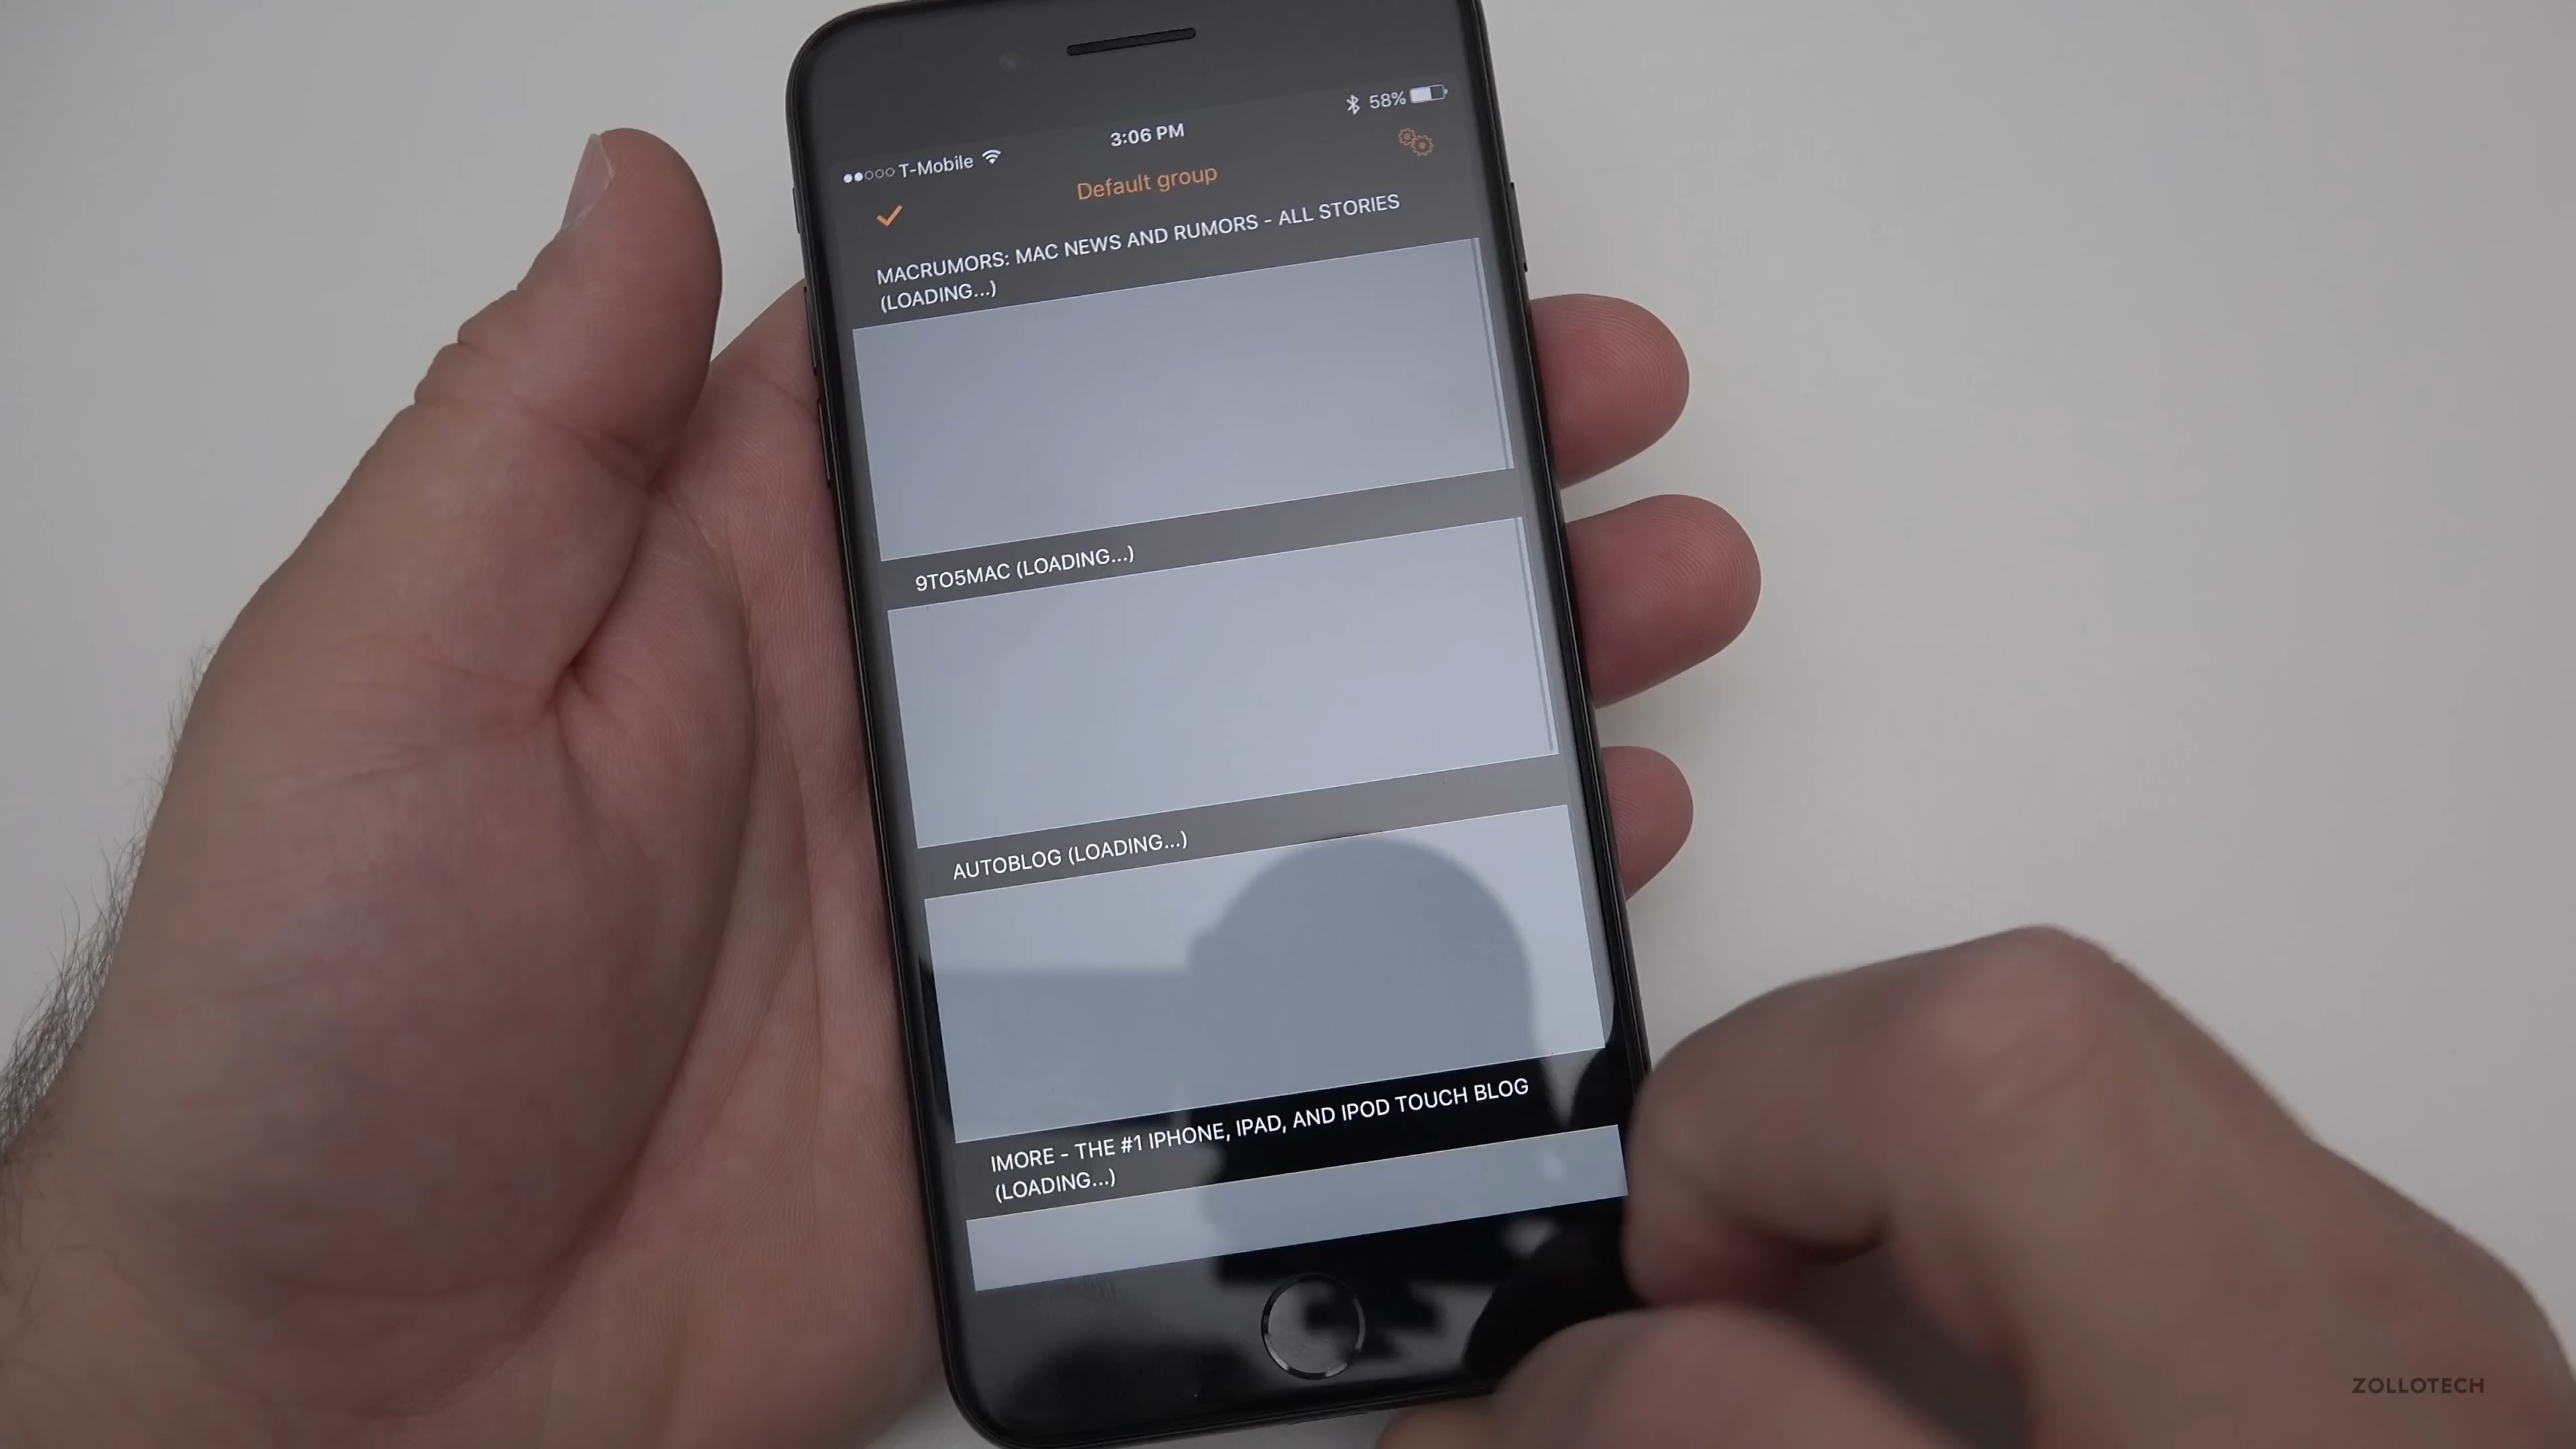 3:06 PM
58%
T-Mobile
Default group
MACRUMORS: MAC NEWS AND RUMORS - ALL STORIES
(LOADING...)
9TO5MAC (LOADING...)
AUTOBLOG (LOADING...)
IMORE - THE #1 IPHONE, IPAD, AND IPOD TOUCH BLOG
(LOADING...)
ZOLLOTECH